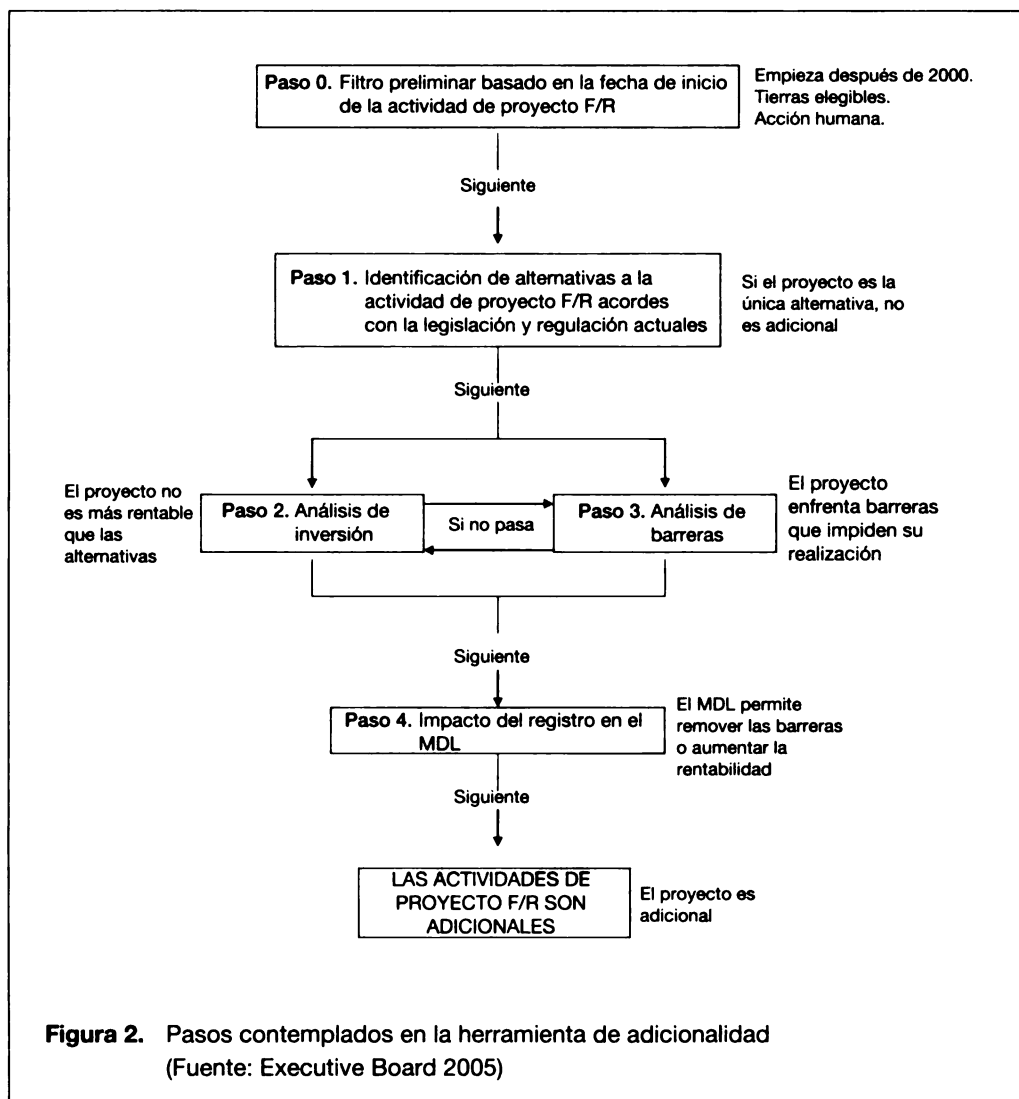 Paso 0. Filtro preliminar basado en la fecha de inicio
de la actividad de proyecto F/R
Empieza después de 2000.
Tierras elegibles.
Acción humana.
Siguiente
Paso 1. Identificación de alternativas a la
actividad de proyecto F/R acordes
con la legislación y regulación actuales
Si el proyecto es la
única alternativa, no
es adicional
Siguiente
El proyecto no
es más rentable
que las
alternativas
Paso 2. Análisis de
inversión
Si no pasa
Paso 3. Análisis de
barreras
El proyecto
enfrenta barreras
que impiden su
realización
Siguiente
Paso 4. Impacto del registro en el
MDL
El MDL permite
remover las barreras
o aumentar la
rentabilidad
Siguiente
LAS ACTIVIDADES DE
PROYECTO F/R SON
ADICIONALES
El proyecto es
adicional
Figura 2. Pasos contemplados en la herramienta de adicionalidad
(Fuente: Executive Board 2005)